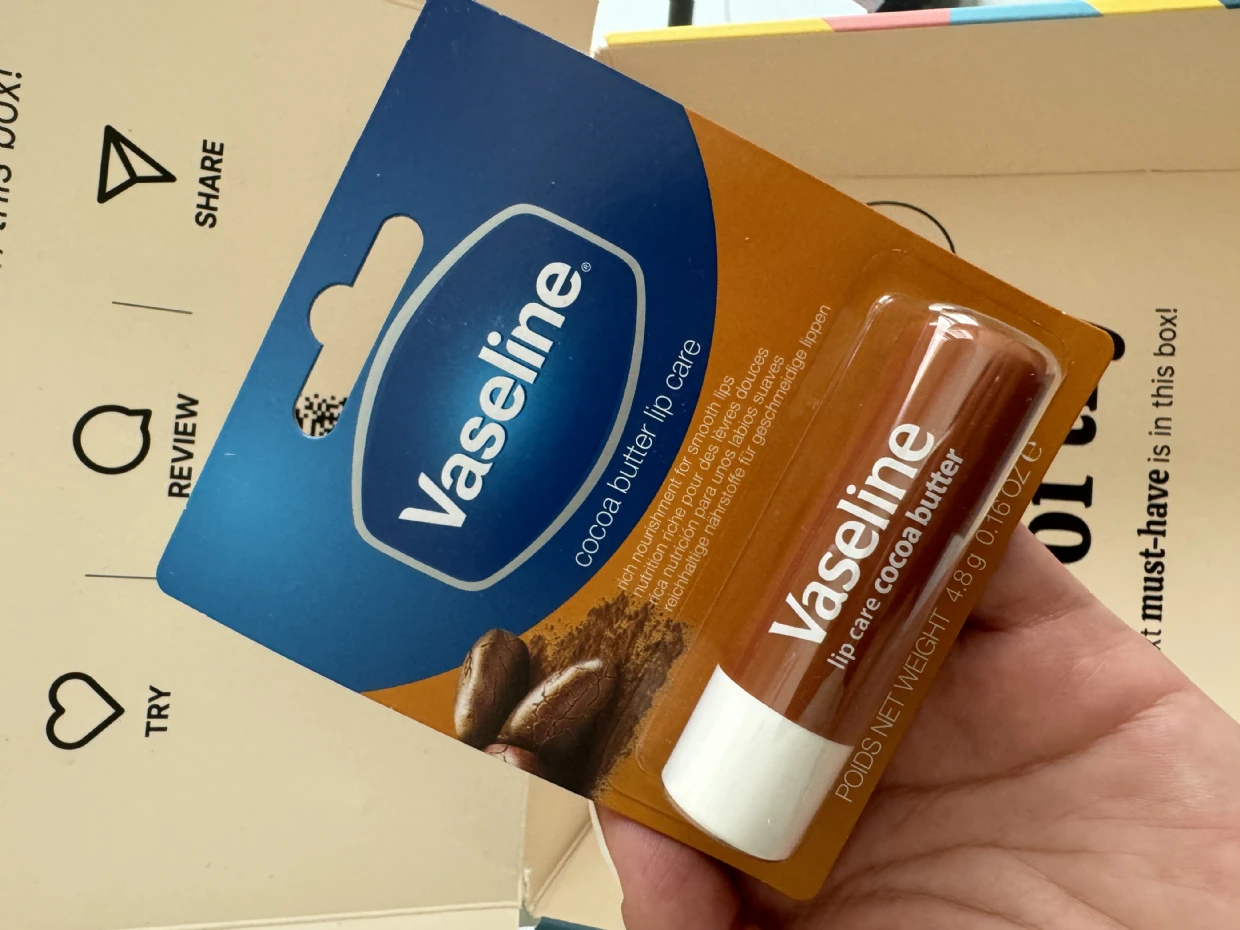 this box!
SHARE
REVIEW
TRY
Vaseline®
cocoa butter lip care
rich nourishment for smooth lips
nutrition riche pour des lèvres douces
rica nutrición para unos labios suaves
reichhaltige nährstoffe für geschmeidige lippen
Vaseline
lip care cocoa butter
POIDS NET WEIGHT 4.8 g 0.16 OZ ℮
must-have is in this box!